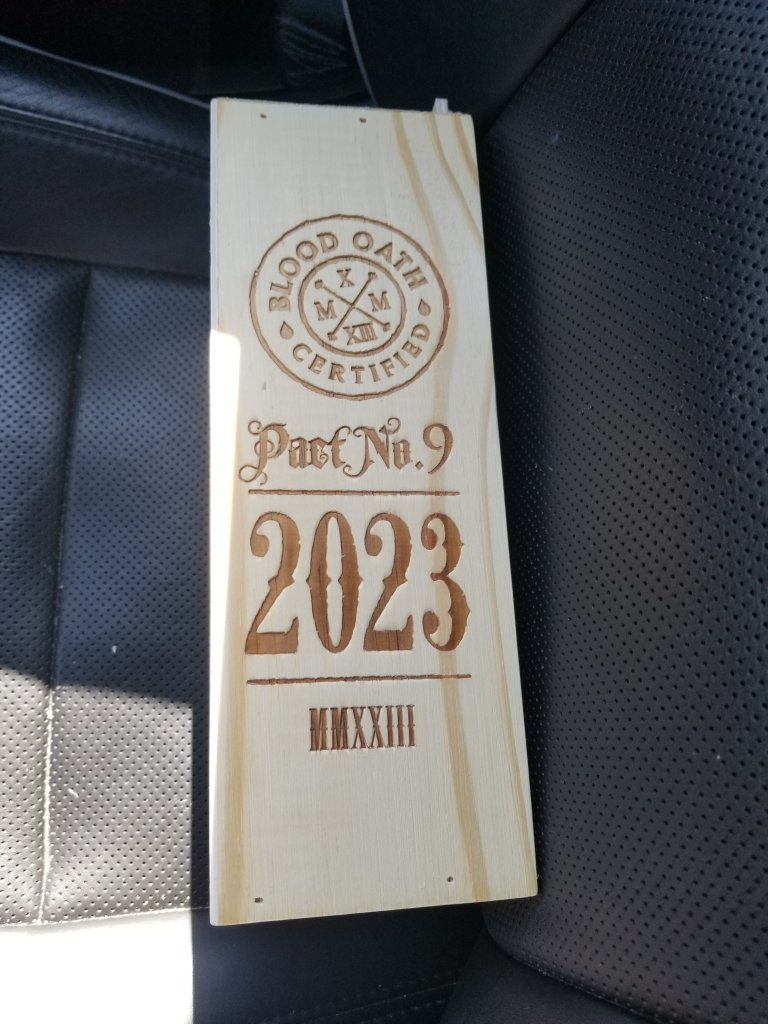 BLOOD OATH
X
M M
XIII
CERTIFIED
Pact No.9
2023
MMXXIII